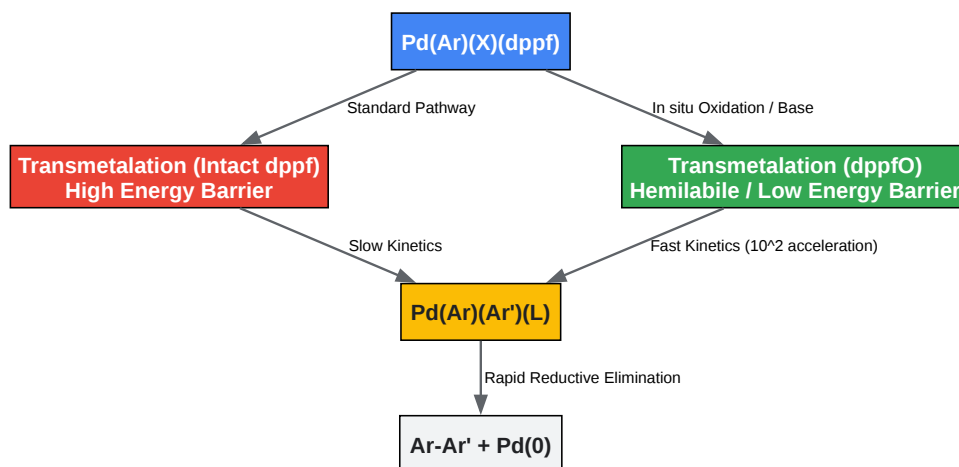 Pd(Ar)(X)(dppf)
Standard Pathway
In situ Oxidation / Base
Transmetalation (Intact dppf)
High Energy Barrier
Transmetalation (dppfO)
Hemilabile / Low Energy Barrier
Slow Kinetics
Fast Kinetics (10^2 acceleration)
Pd(Ar)(Ar')(L)
Rapid Reductive Elimination
Ar-Ar' + Pd(0)